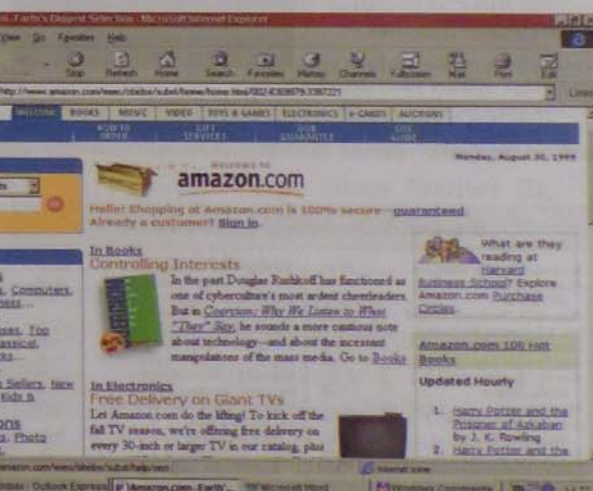 - Earth's Biggest Selection - Microsoft Internet Explorer
View Go Favorites Help
Stop Refresh Home Search Favorites History Channels Fullscreen Mail Print Edit
Links
WELCOME BOOKS MUSIC VIDEO TOYS & GAMES ELECTRONICS e-CARDS AUCTIONS
GIFT SERVICES
Monday, August 30, 1999
WELCOME TO
amazon.com
Hello! Shopping at Amazon.com is 100% secure--guaranteed.
Already a customer? Sign in.
In Books
Controlling Interests
In the past Douglas Rushkoff has functioned as
one of cyberculture's most ardent cheerleaders.
But in Coercion: Why We Listen to What
"They" Say, he sounds a more cautious note
about technology--and about the incessant
manipulations of the mass media. Go to Books
In Electronics
Free Delivery on Giant TVs
Let Amazon.com do the lifting! To kick off the
fall TV season, we're offering free delivery on
every 30-inch or larger TV in our catalog, plus
Computers,
Top
Sellers, New
Kids &
Photo
What are they
reading at
Harvard
Business School? Explore
Amazon.com Purchase
Circles.
Amazon.com 100 Hot
Books
Updated Hourly
1. Harry Potter and the
Prisoner of Azkaban
by J. K. Rowling
2. Harry Potter and the
Internet zone
Outlook Express Amazon.com--Earth'... Microsoft Word Windows Commande...